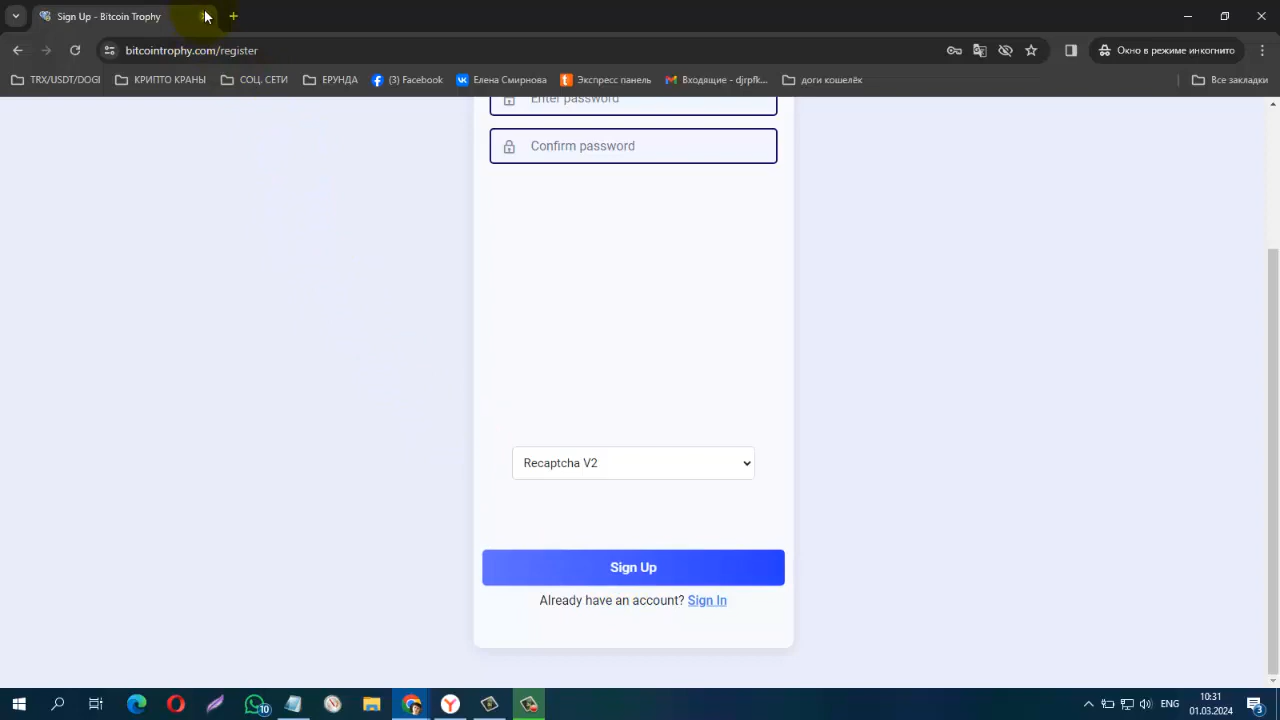 Sign Up - Bitcoin Trophy
bitcointrophy.com/register
Окно в режиме инкогнито
TRX/USDT/DOGI
КРИПТО КРАНЫ
СОЦ. СЕТИ
ЕРУНДА
(3) Facebook
Елена Смирнова
Экспресс панель
Входящие - djrpfk...
доги кошелёк
Все закладки
Enter password
Confirm password
Recaptcha V2
Sign Up
Already have an account? Sign In
10
ENG
10:31
01.03.2024
3